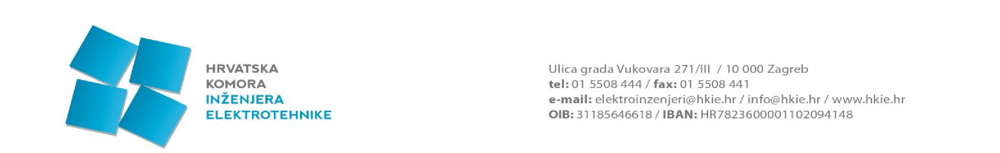 HRVATSKA
KOMORA
INŽENJERA
ELEKTROTEHNIKE
Ulica grada Vukovara 271/III / 10 000 Zagreb
tel: 01 5508 444 / fax: 01 5508 441
e-mail: elektroinzenjeri@hkie.hr / info@hkie.hr / www.hkie.hr
OIB: 31185646618 / IBAN: HR7823600001102094148